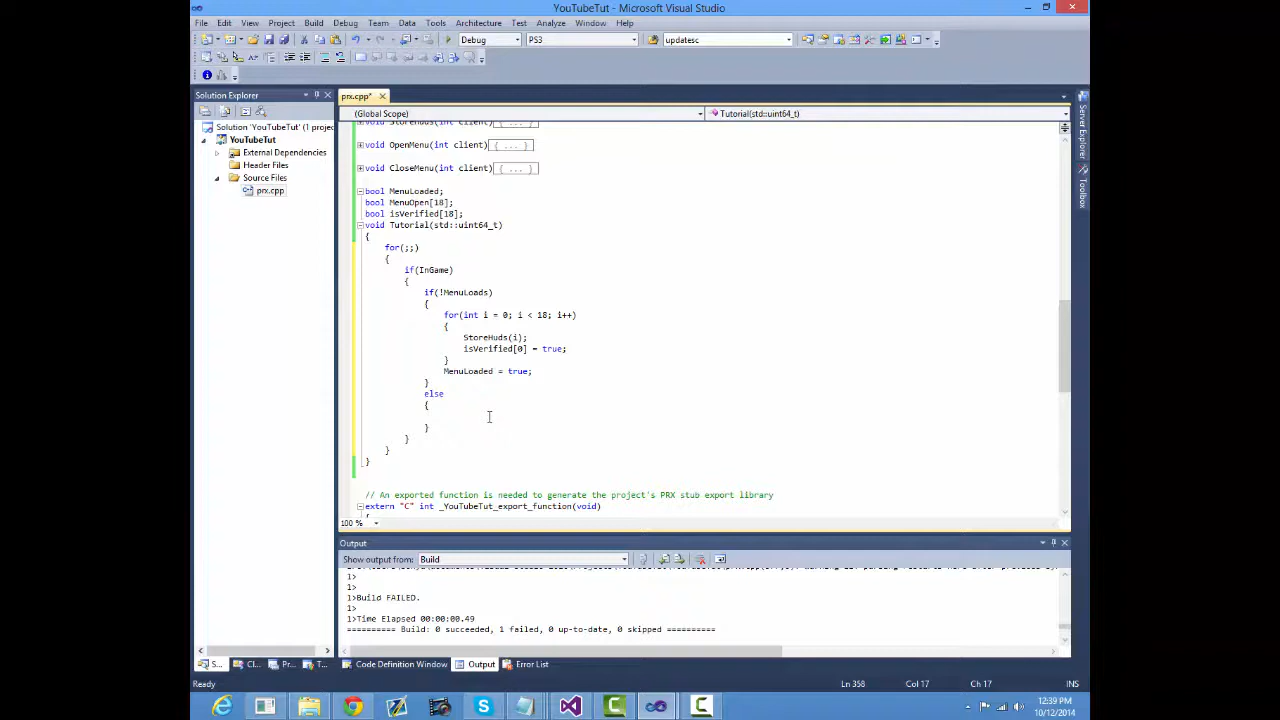 YouTubeTut - Microsoft Visual Studio
File Edit View Project Build Debug Team Data Tools Architecture Test Analyze Window Help
Debug PS3 updatesc
Solution Explorer
prx.cpp*
(Global Scope) Tutorial(std::uint64_t)
Solution 'YouTubeTut' (1 projec
YouTubeTut
External Dependencies
Header Files
Source Files
prx.cpp
void StoreHuds(int client){ ... }
void OpenMenu(int client){ ... }
void CloseMenu(int client){ ... }
bool MenuLoaded;
bool MenuOpen[18];
bool isVerified[18];
void Tutorial(std::uint64_t)
{
for(;;)
{
if(InGame)
{
if(!MenuLoads)
{
for(int i = 0; i < 18; i++)
{
StoreHuds(i);
isVerified[0] = true;
}
MenuLoaded = true;
}
else
{
}
}
}
}
// An exported function is needed to generate the project's PRX stub export library
extern "C" int _YouTubeTut_export_function(void)
{
100 %
Server Explorer
Toolbox
Output
Show output from: Build
1>
1>
1>Build FAILED.
1>
1>Time Elapsed 00:00:00.49
========== Build: 0 succeeded, 1 failed, 0 up-to-date, 0 skipped ==========
S... Cl... Pr... T... Code Definition Window Output Error List
Ready Ln 358 Col 17 Ch 17 INS
12:39 PM
10/12/2014